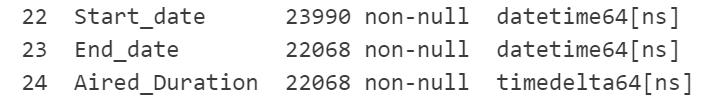 22  Start_date      23990 non-null  datetime64[ns]
23  End_date        22068 non-null  datetime64[ns]
24  Aired_Duration  22068 non-null  timedelta64[ns]